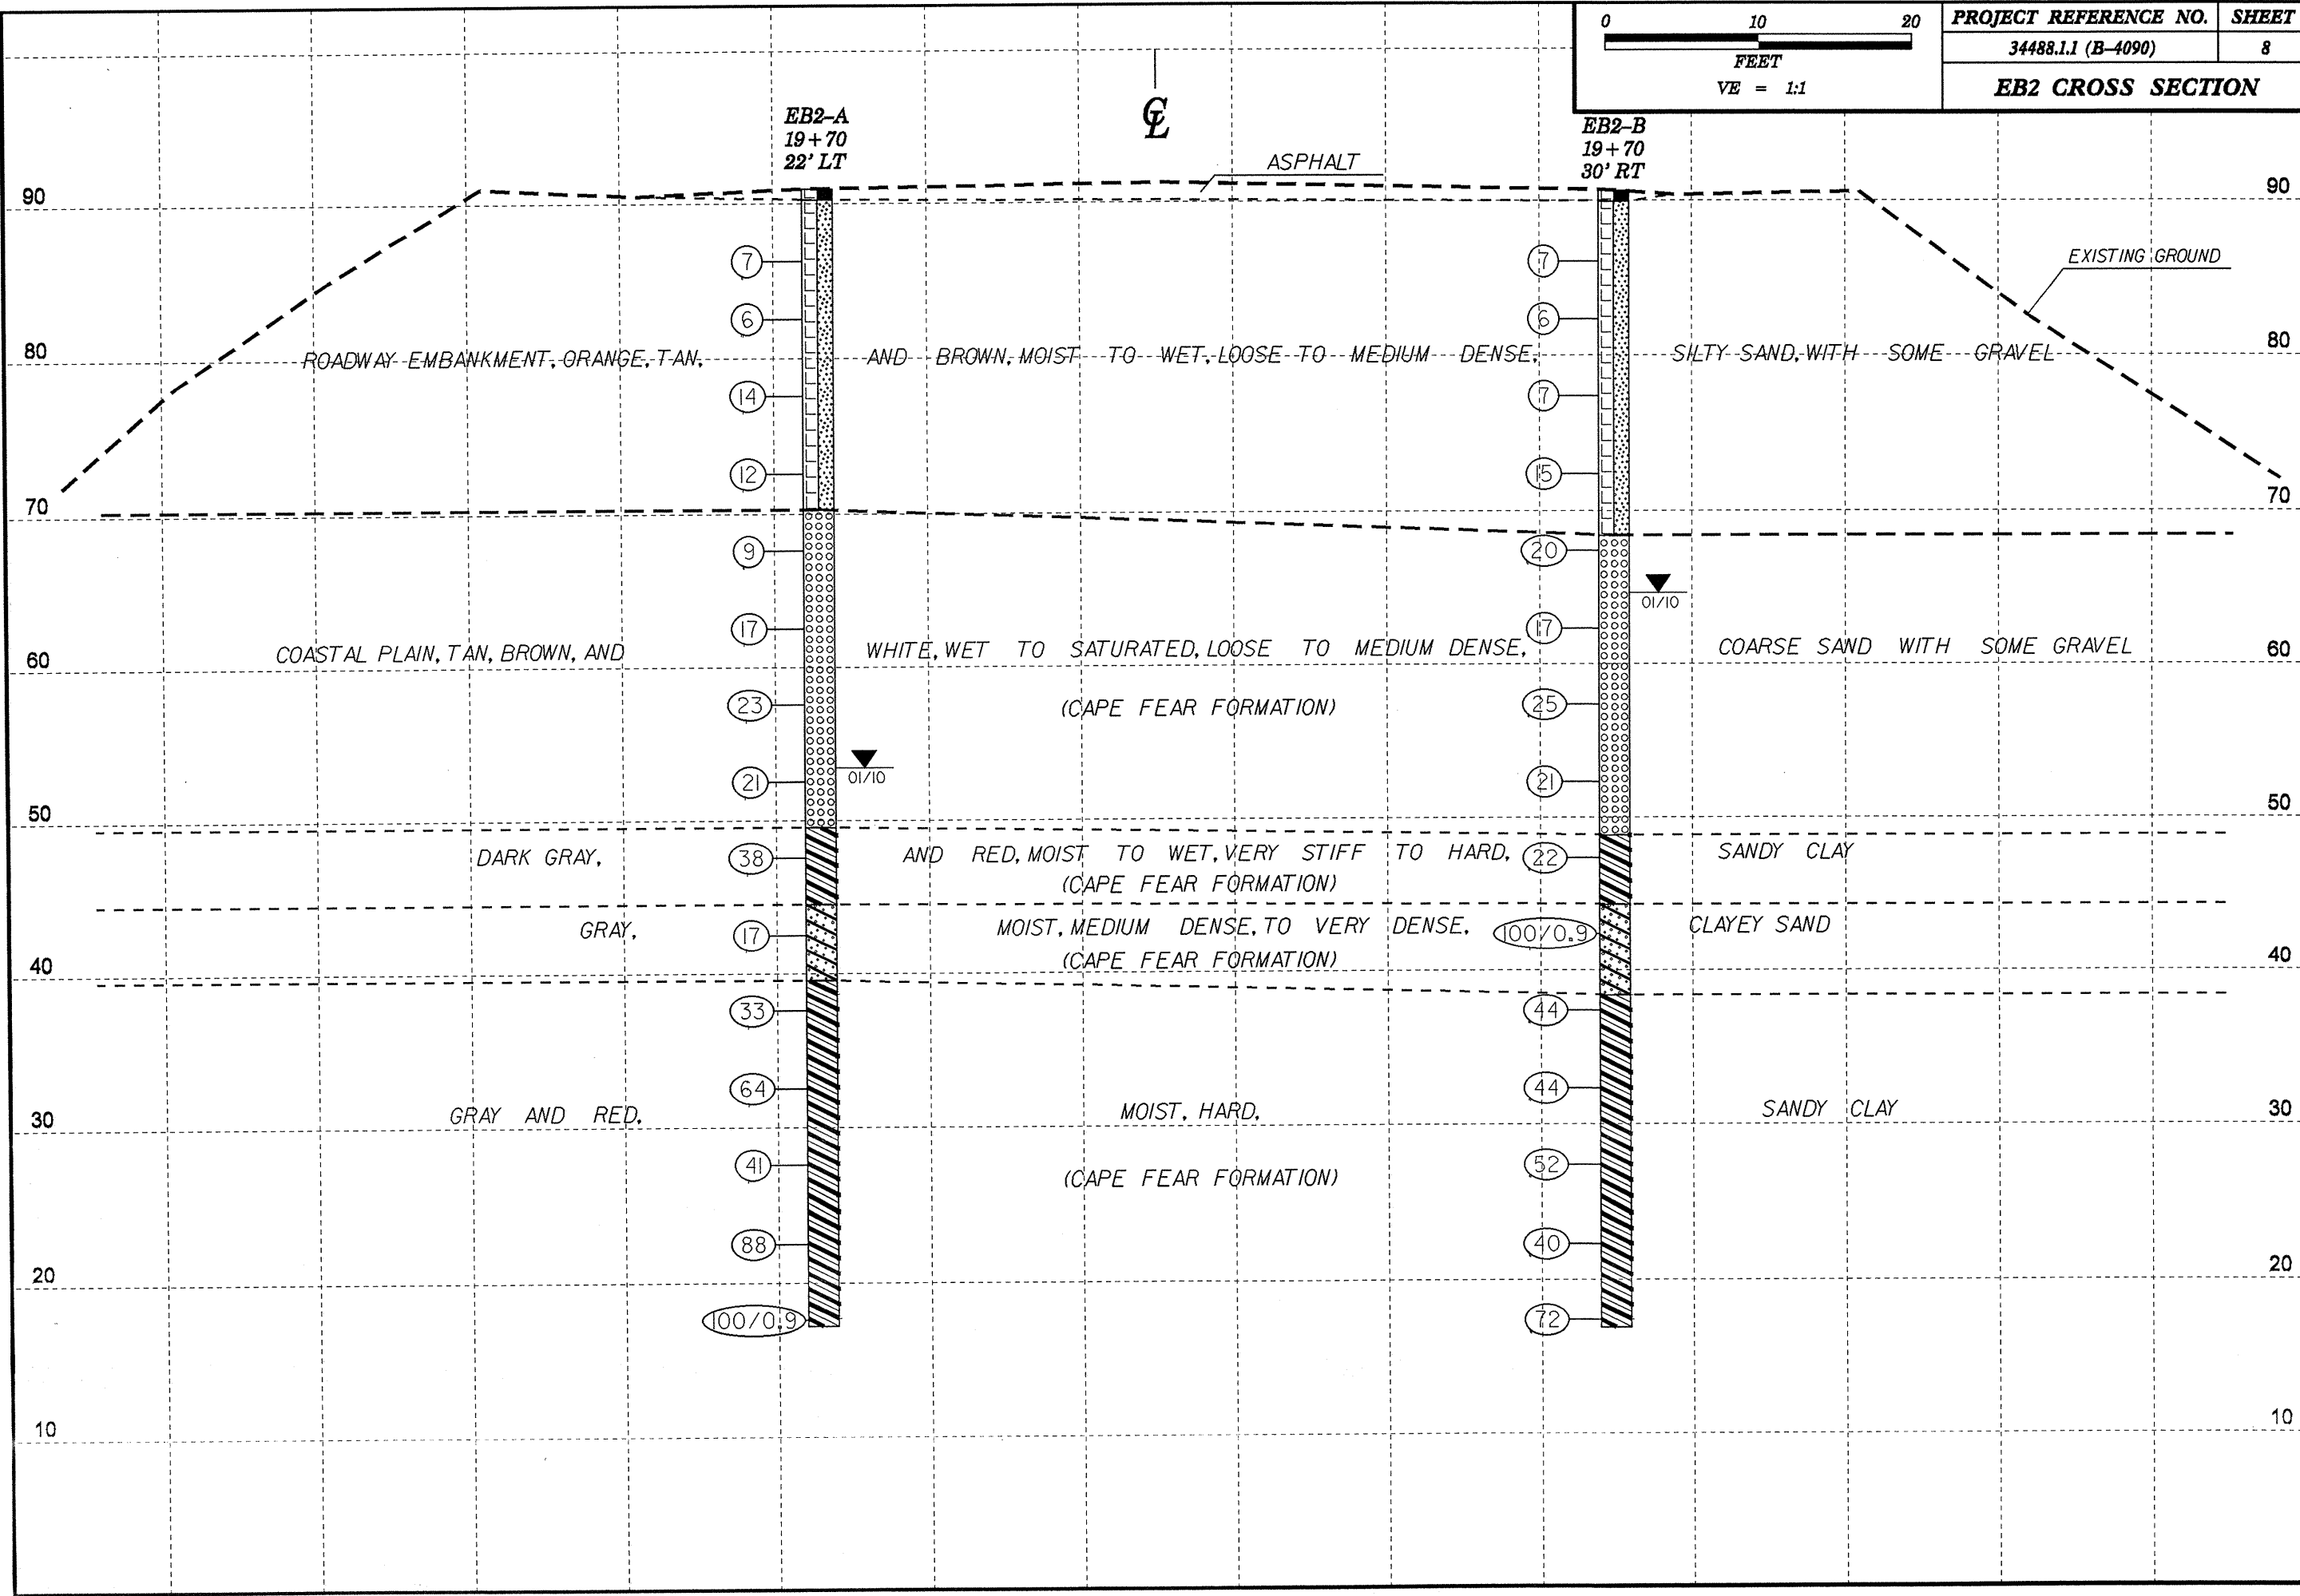 0 10 20
FEET
VE = 1:1
PROJECT REFERENCE NO. SHEET
34488.1.1 (B-4090) 8
EB2 CROSS SECTION
EB2-A
19+70
22' LT
℄
EB2-B
19+70
30' RT
ASPHALT
90 90
EXISTING GROUND
7 7
6 6
80 80
ROADWAY EMBANKMENT, ORANGE, TAN, AND BROWN, MOIST TO WET, LOOSE TO MEDIUM DENSE, SILTY SAND, WITH SOME GRAVEL
14 7
12 15
70 70
9 20
01/10
17 17
COASTAL PLAIN, TAN, BROWN, AND WHITE, WET TO SATURATED, LOOSE TO MEDIUM DENSE, COARSE SAND WITH SOME GRAVEL
60 60
23 (CAPE FEAR FORMATION) 25
01/10
21 21
50 50
DARK GRAY, 38 AND RED, MOIST TO WET, VERY STIFF TO HARD, 22 SANDY CLAY
(CAPE FEAR FORMATION)
GRAY, 17 MOIST, MEDIUM DENSE, TO VERY DENSE, 100/0.9 CLAYEY SAND
(CAPE FEAR FORMATION)
40 40
33 44
64 44
GRAY AND RED, MOIST, HARD, SANDY CLAY
30 30
41 52
(CAPE FEAR FORMATION)
88 40
20 20
100/0.9 72
10 10